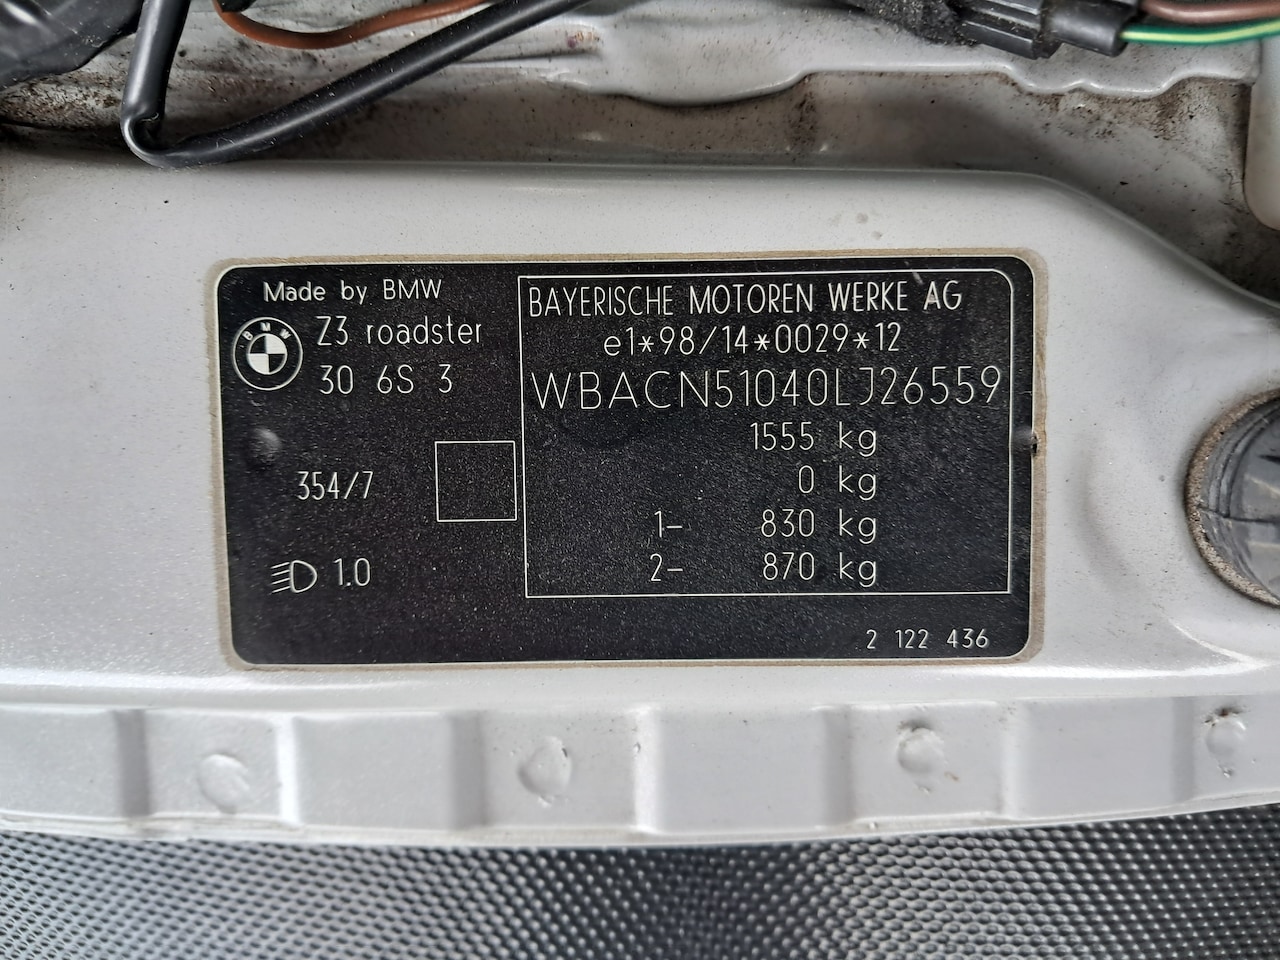 Made by BMW
BMW
Z3 roadster
30 6S 3
354/7
1.0
BAYERISCHE MOTOREN WERKE AG
e1*98/14*0029*12
WBACN51040LJ26559
1555 kg
0 kg
1- 830 kg
2- 870 kg
2 122 436